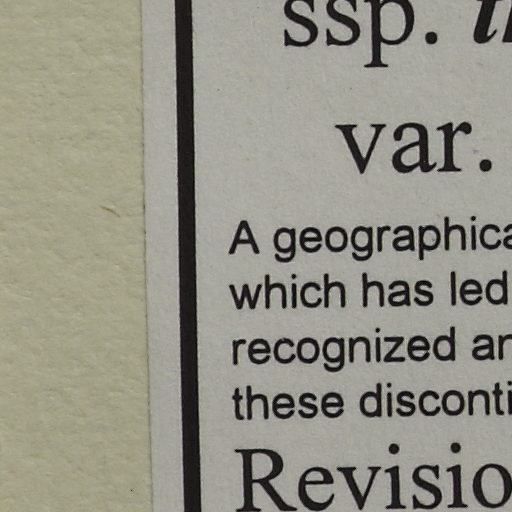 ssp.
var.
A geographica
which has led
recognized an
these disconti
Revisio